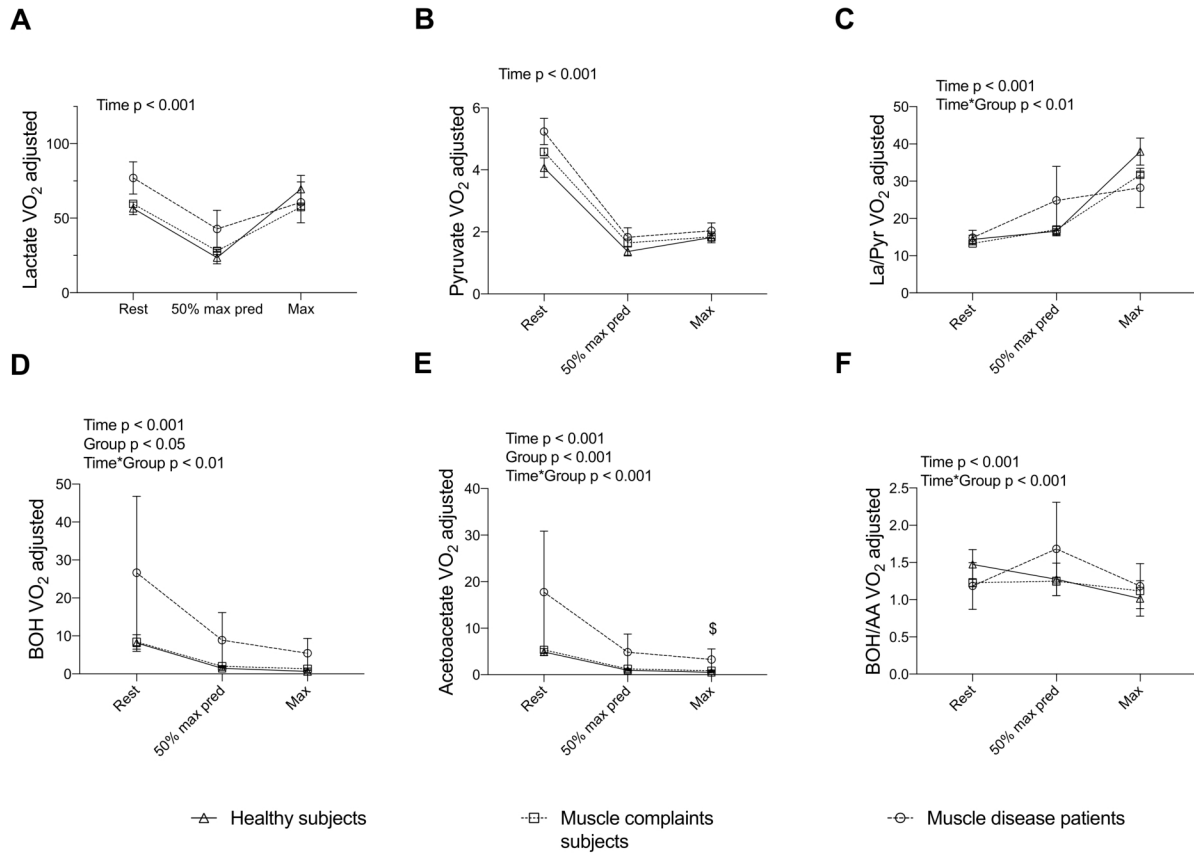 A
Time p < 0.001
Lactate VO2 adjusted
100
50
0
Rest
50% max pred
Max
B
Time p < 0.001
Pyruvate VO2 adjusted
6
4
2
0
Rest
50% max pred
Max
C
Time p < 0.001
Time*Group p < 0.01
La/Pyr VO2 adjusted
50
40
30
20
10
0
Rest
50% max pred
Max
D
Time p < 0.001
Group p < 0.05
Time*Group p < 0.01
BOH VO2 adjusted
50
40
30
20
10
0
Rest
50% max pred
Max
E
Time p < 0.001
Group p < 0.001
Time*Group p < 0.001
Acetoacetate VO2 adjusted
40
30
20
10
0
$
Rest
50% max pred
Max
F
Time p < 0.001
Time*Group p < 0.001
BOH/AA VO2 adjusted
2.5
2.0
1.5
1.0
0.5
0.0
Rest
50% max pred
Max
Healthy subjects
Muscle complaints
subjects
Muscle disease patients